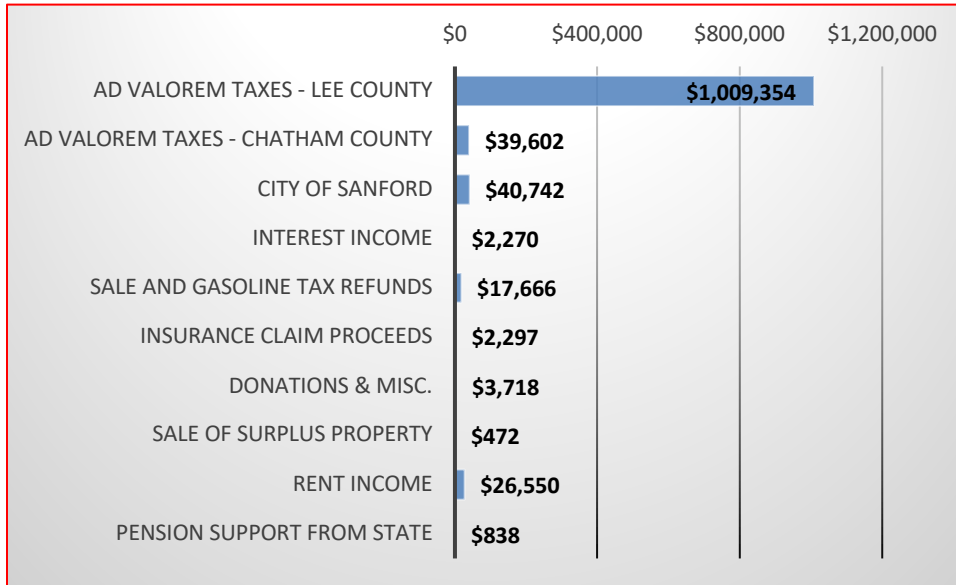 $0 $400,000 $800,000 $1,200,000
AD VALOREM TAXES - LEE COUNTY $1,009,354
AD VALOREM TAXES - CHATHAM COUNTY $39,602
CITY OF SANFORD $40,742
INTEREST INCOME $2,270
SALE AND GASOLINE TAX REFUNDS $17,666
INSURANCE CLAIM PROCEEDS $2,297
DONATIONS & MISC. $3,718
SALE OF SURPLUS PROPERTY $472
RENT INCOME $26,550
PENSION SUPPORT FROM STATE $838